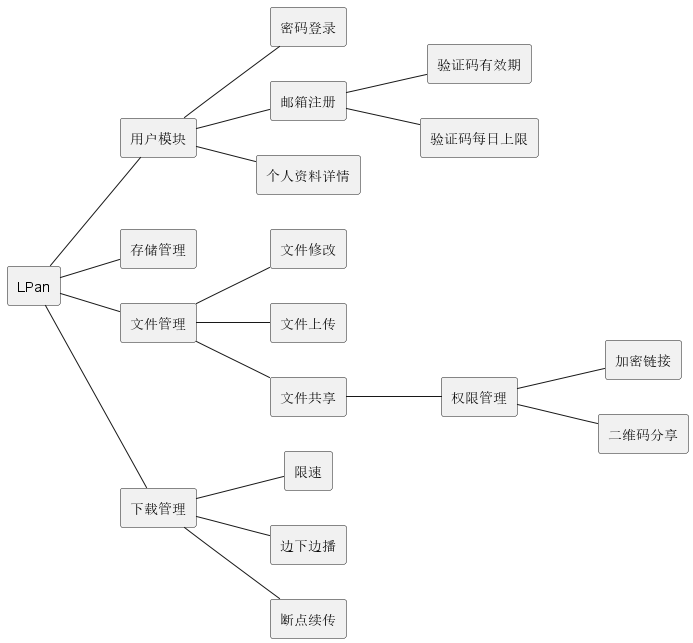 LPan
用户模块
密码登录
邮箱注册
验证码有效期
验证码每日上限
个人资料详情
存储管理
文件管理
文件修改
文件上传
文件共享
权限管理
加密链接
二维码分享
下载管理
限速
边下边播
断点续传